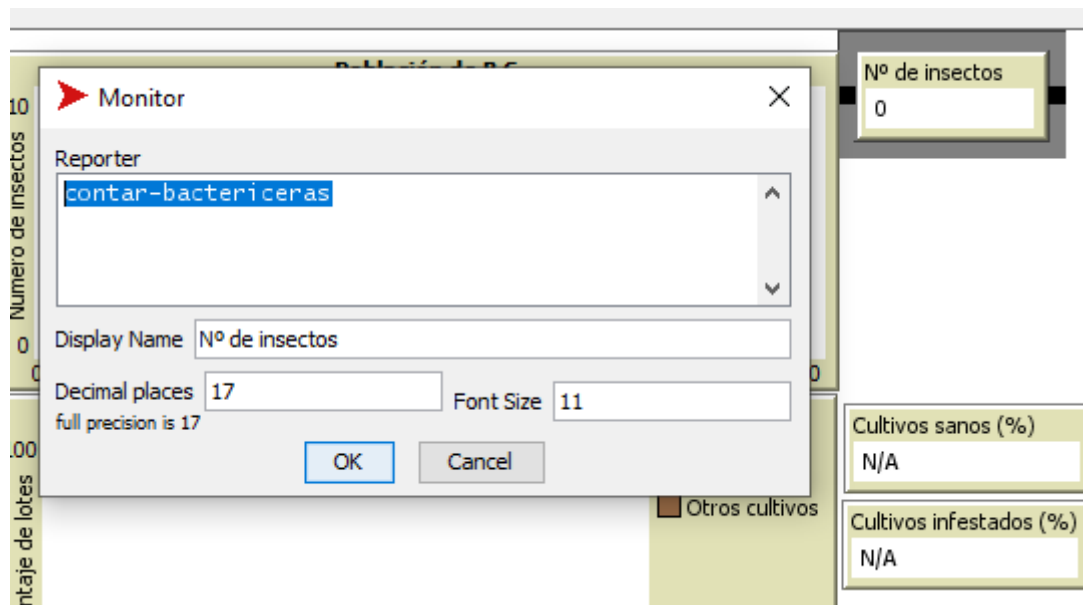 Monitor
Reporter
contar-bactericeras
Display Name
Nº de insectos
Decimal places
17
Font Size
11
full precision is 17
OK
Cancel
10
Numero de insectos
0
0
0
Nº de insectos
0
Cultivos sanos (%)
N/A
Otros cultivos
Cultivos infestados (%)
N/A
de lotes